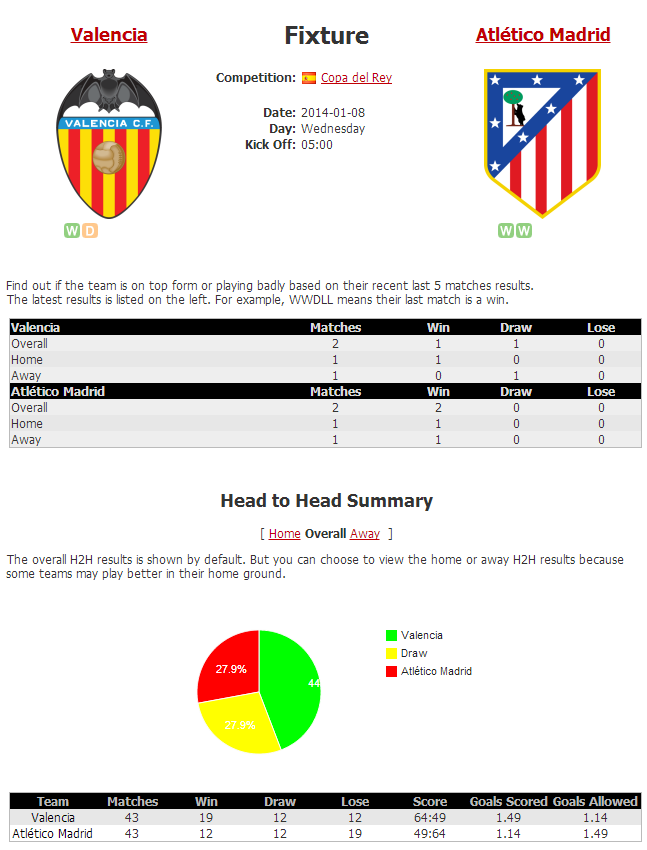 Valencia
Fixture
Atlético Madrid
Competition: Copa del Rey
VALENCIA C.F.
Date: 2014-01-08
Day: Wednesday
Kick Off: 05:00
W D
W W
Find out if the team is on top form or playing badly based on their recent last 5 matches results.
The latest results is listed on the left. For example, WWDLL means their last match is a win.
Valencia Matches Win Draw Lose
Overall 2 1 1 0
Home 1 1 0 0
Away 1 0 1 0
Atlético Madrid Matches Win Draw Lose
Overall 2 2 0 0
Home 1 1 0 0
Away 1 1 0 0
Head to Head Summary
[ Home Overall Away ]
The overall H2H results is shown by default. But you can choose to view the home or away H2H results because
some teams may play better in their home ground.
Valencia
Draw
Atlético Madrid
27.9%
44
27.9%
Team Matches Win Draw Lose Score Goals Scored Goals Allowed
Valencia 43 19 12 12 64:49 1.49 1.14
Atlético Madrid 43 12 12 19 49:64 1.14 1.49